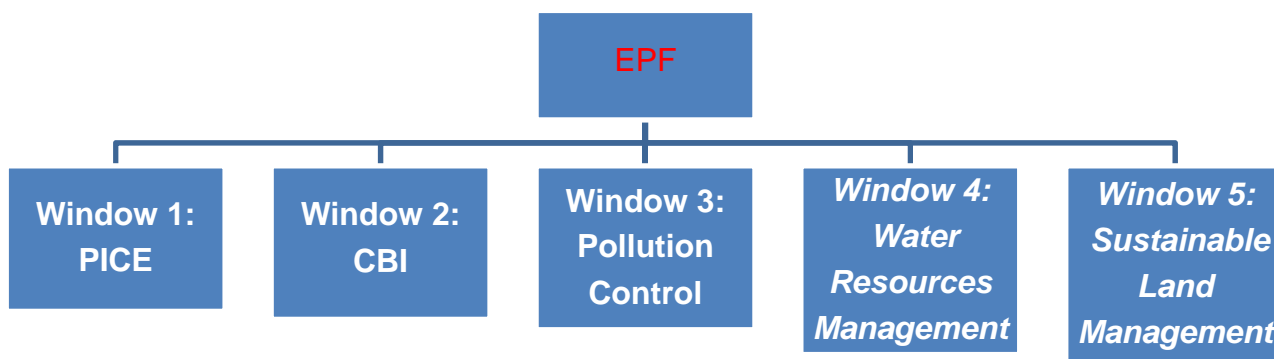 EPF
Window 1:
PICE
Window 2:
CBI
Window 3:
Pollution
Control
Window 4:
Water
Resources
Management
Window 5:
Sustainable
Land
Management